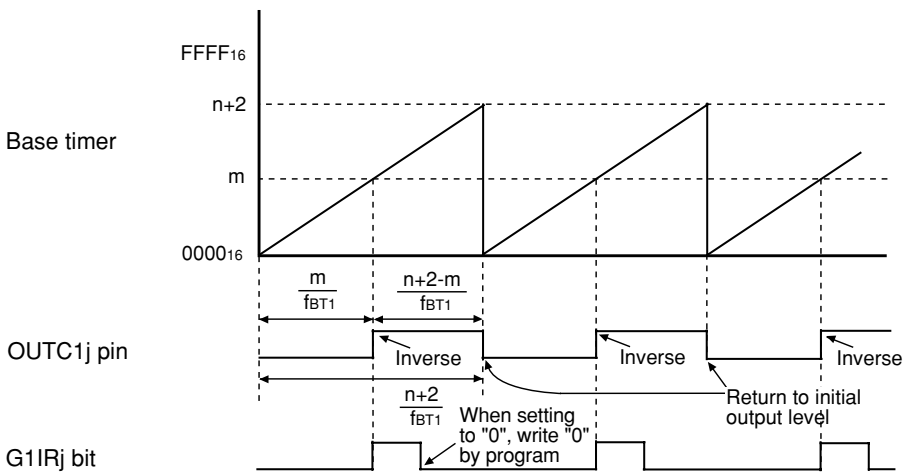 FFFF16
n+2
Base timer
m
000016
m
fBT1
n+2-m
fBT1
OUTC1j pin
Inverse
Inverse
Inverse
n+2
fBT1
Return to initial
output level
When setting
to "0", write "0"
by program
G1IRj bit